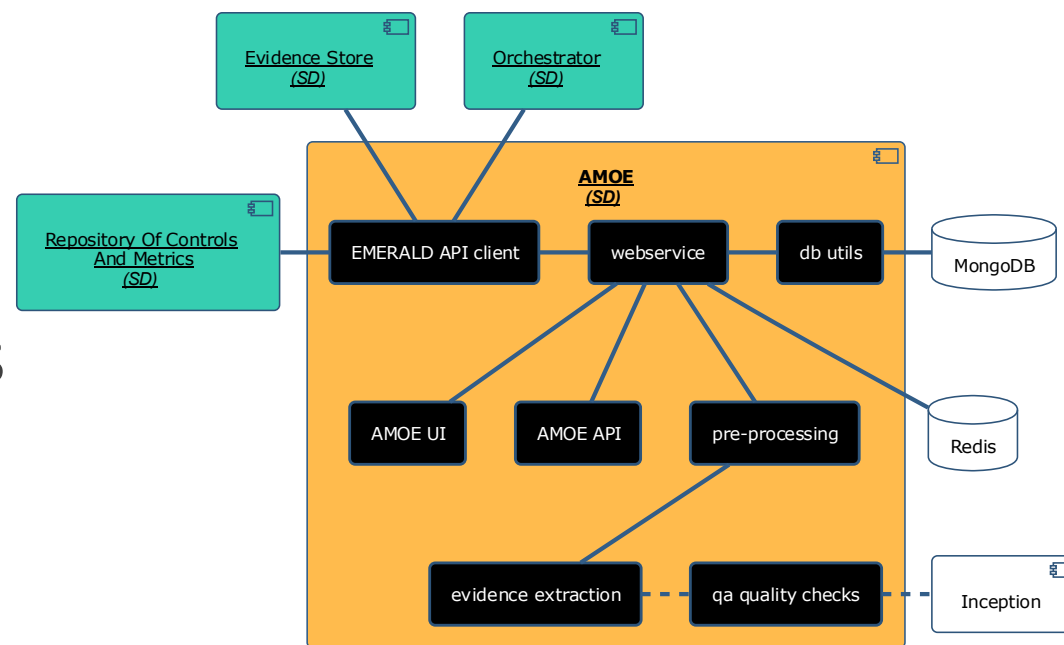 Evidence Store
(SD)
Orchestrator
(SD)
AMOE
(SD)
Repository Of Controls
And Metrics
(SD)
EMERALD API client
webservice
db utils
MongoDB
s
AMOE UI
AMOE API
pre-processing
Redis
evidence extraction
qa quality checks
Inception